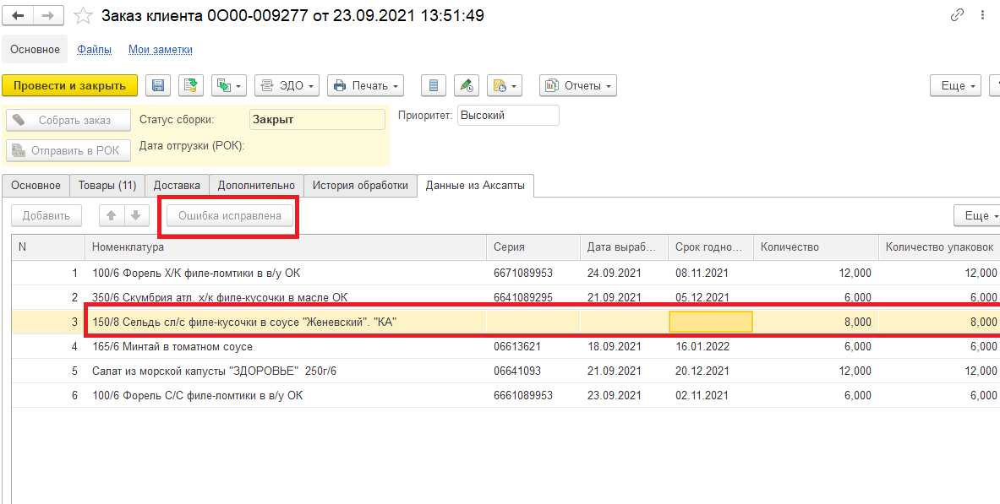 Заказ клиента 0О00-009277 от 23.09.2021 13:51:49
Основное Файлы Мои заметки
Провести и закрыть ЭДО Печать Отчеты Еще
Собрать заказ Статус сборки: Закрыт Приоритет: Высокий
Отправить в РОК Дата отгрузки (РОК):
Основное Товары (11) Доставка Дополнительно История обработки Данные из Аксапты
Добавить Ошибка исправлена Еще
N Номенклатура Серия Дата выраб... Срок годно... Количество Количество упаковок
1 100/6 Форель Х/К филе-ломтики в в/у ОК 6671089953 24.09.2021 08.11.2021 12,000 12,000
2 350/6 Скумбрия атл. х/к филе-кусочки в масле ОК 6641089295 21.09.2021 05.12.2021 6,000 6,000
3 150/8 Сельдь сл/с филе-кусочки в соусе "Женевский". "КА" 8,000 8,000
4 165/6 Минтай в томатном соусе 06613621 18.09.2021 16.01.2022 6,000 6,000
5 Салат из морской капусты "ЗДОРОВЬЕ" 250г/6 06641093 21.09.2021 20.12.2021 12,000 12,000
6 100/6 Форель С/С филе-ломтики в в/у ОК 6661089953 23.09.2021 02.11.2021 6,000 6,000